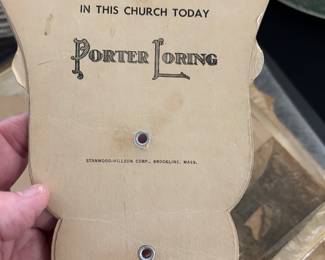 IN THIS CHURCH TODAY
PORTER LORING
STANWOOD-HILLSON CORP., BROOKLINE, MASS.